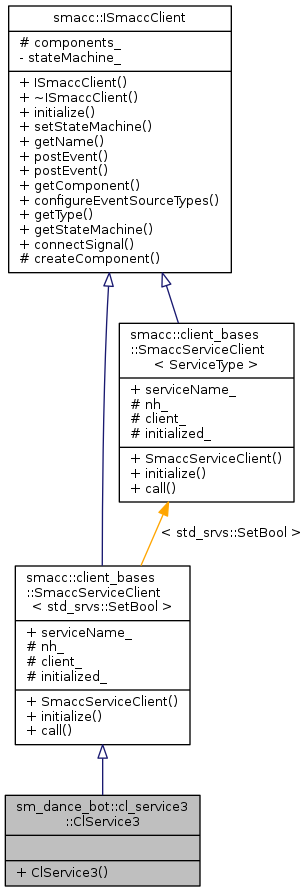 smacc::ISmaccClient
# components_
- stateMachine_
+ ISmaccClient()
+ ~ISmaccClient()
+ initialize()
+ setStateMachine()
+ getName()
+ postEvent()
+ postEvent()
+ getComponent()
+ configureEventSourceTypes()
+ getType()
+ getStateMachine()
+ connectSignal()
# createComponent()
smacc::client_bases
::SmaccServiceClient
< ServiceType >
+ serviceName_
# nh_
# client_
# initialized_
+ SmaccServiceClient()
+ initialize()
+ call()
< std_srvs::SetBool >
smacc::client_bases
::SmaccServiceClient
< std_srvs::SetBool >
+ serviceName_
# nh_
# client_
# initialized_
+ SmaccServiceClient()
+ initialize()
+ call()
sm_dance_bot::cl_service3
::ClService3
+ ClService3()